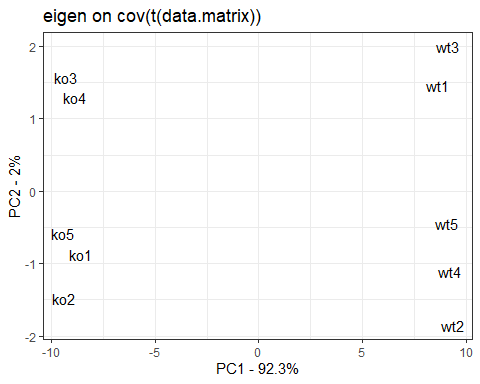 eigen on cov(t(data.matrix))
2
1
0
-1
-2
PC2 - 2%
wt3
ko3
wt1
ko4
wt5
ko5
ko1
wt4
ko2
wt2
-10
-5
0
5
10
PC1 - 92.3%